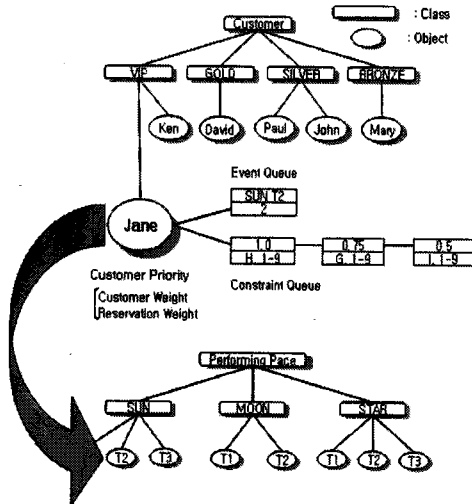 : Class
: Object
Customer
VIP GOLD SILVER BRONZE
Ken David Paul John Mary
Event Queue
SUN T2
2
Jane
1.0 0.75 0.5
H, 1-9 G, 1-9 I, 1-9
Customer Priority
Customer Weight
Reservation Weight
Constraint Queue
Performing Pace
SUN MOON STAR
T2 T3 T1 T2 T1 T2 T3